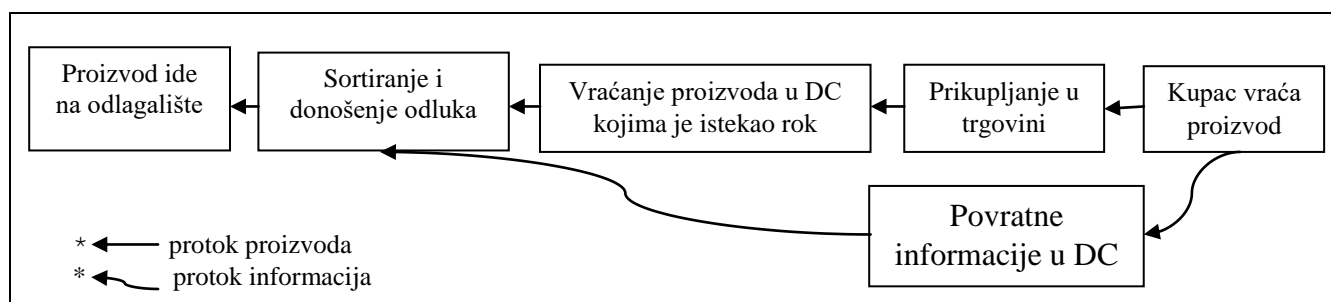 Proizvod ide
na odlagalište
Sortiranje i
donošenje odluka
Vraćanje proizvoda u DC
kojima je istekao rok
Prikupljanje u
trgovini
Kupac vraća
proizvod
Povratne
informacije u DC
* protok proizvoda
* protok informacija